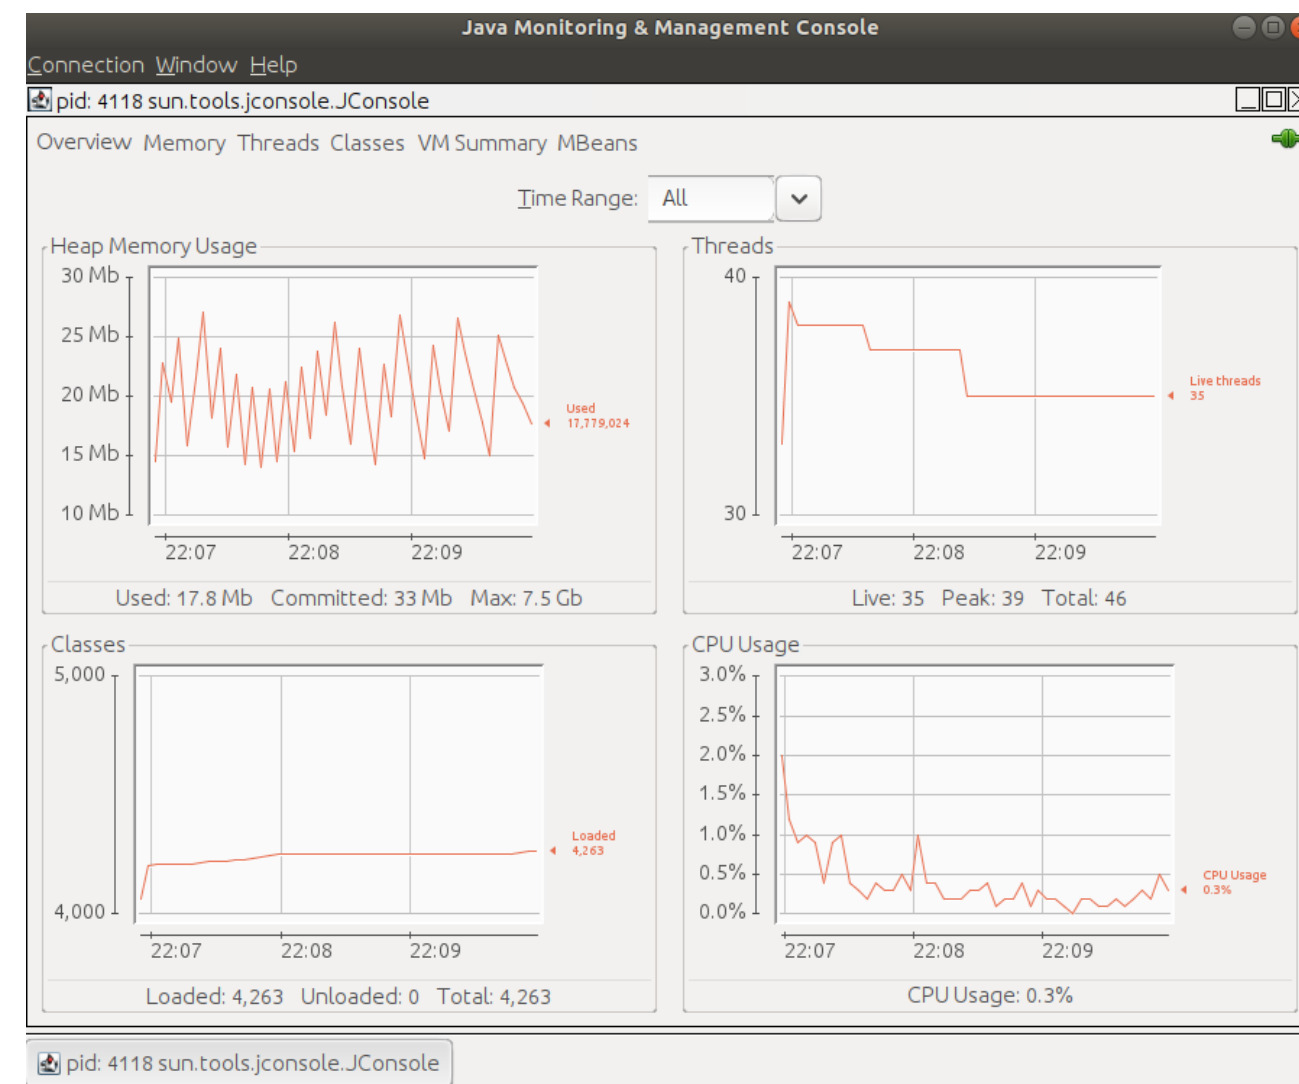 Java Monitoring & Management Console
Connection Window Help
pid: 4118 sun.tools.jconsole.JConsole
Overview Memory Threads Classes VM Summary MBeans
Time Range: All
Heap Memory Usage
30 Mb
25 Mb
20 Mb
15 Mb
10 Mb
Used
17,779,024
22:07 22:08 22:09
Used: 17.8 Mb Committed: 33 Mb Max: 7.5 Gb
Threads
40
30
Live threads
35
22:07 22:08 22:09
Live: 35 Peak: 39 Total: 46
Classes
5,000
4,000
Loaded
4,263
22:07 22:08 22:09
Loaded: 4,263 Unloaded: 0 Total: 4,263
CPU Usage
3.0%
2.5%
2.0%
1.5%
1.0%
0.5%
0.0%
CPU Usage
0.3%
22:07 22:08 22:09
CPU Usage: 0.3%
pid: 4118 sun.tools.jconsole.JConsole